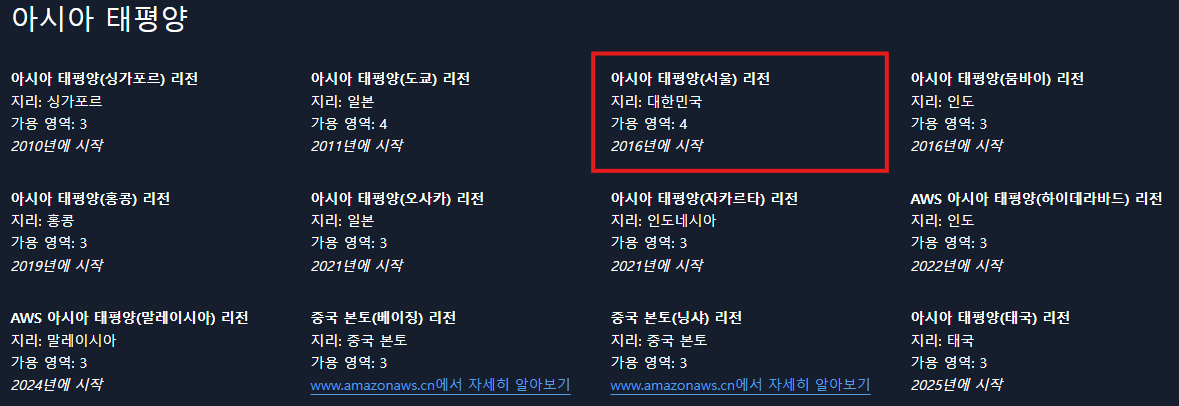 아시아 태평양
아시아 태평양(싱가포르) 리전
지리: 싱가포르
가용 영역: 3
2010년에 시작
아시아 태평양(도쿄) 리전
지리: 일본
가용 영역: 4
2011년에 시작
아시아 태평양(서울) 리전
지리: 대한민국
가용 영역: 4
2016년에 시작
아시아 태평양(뭄바이) 리전
지리: 인도
가용 영역: 3
2016년에 시작
아시아 태평양(홍콩) 리전
지리: 홍콩
가용 영역: 3
2019년에 시작
아시아 태평양(오사카) 리전
지리: 일본
가용 영역: 3
2021년에 시작
아시아 태평양(자카르타) 리전
지리: 인도네시아
가용 영역: 3
2021년에 시작
AWS 아시아 태평양(하이데라바드) 리전
지리: 인도
가용 영역: 3
2022년에 시작
AWS 아시아 태평양(말레이시아) 리전
지리: 말레이시아
가용 영역: 3
2024년에 시작
중국 본토(베이징) 리전
지리: 중국 본토
가용 영역: 3
www.amazonaws.cn에서 자세히 알아보기
중국 본토(닝샤) 리전
지리: 중국 본토
가용 영역: 3
www.amazonaws.cn에서 자세히 알아보기
아시아 태평양(태국) 리전
지리: 태국
가용 영역: 3
2025년에 시작